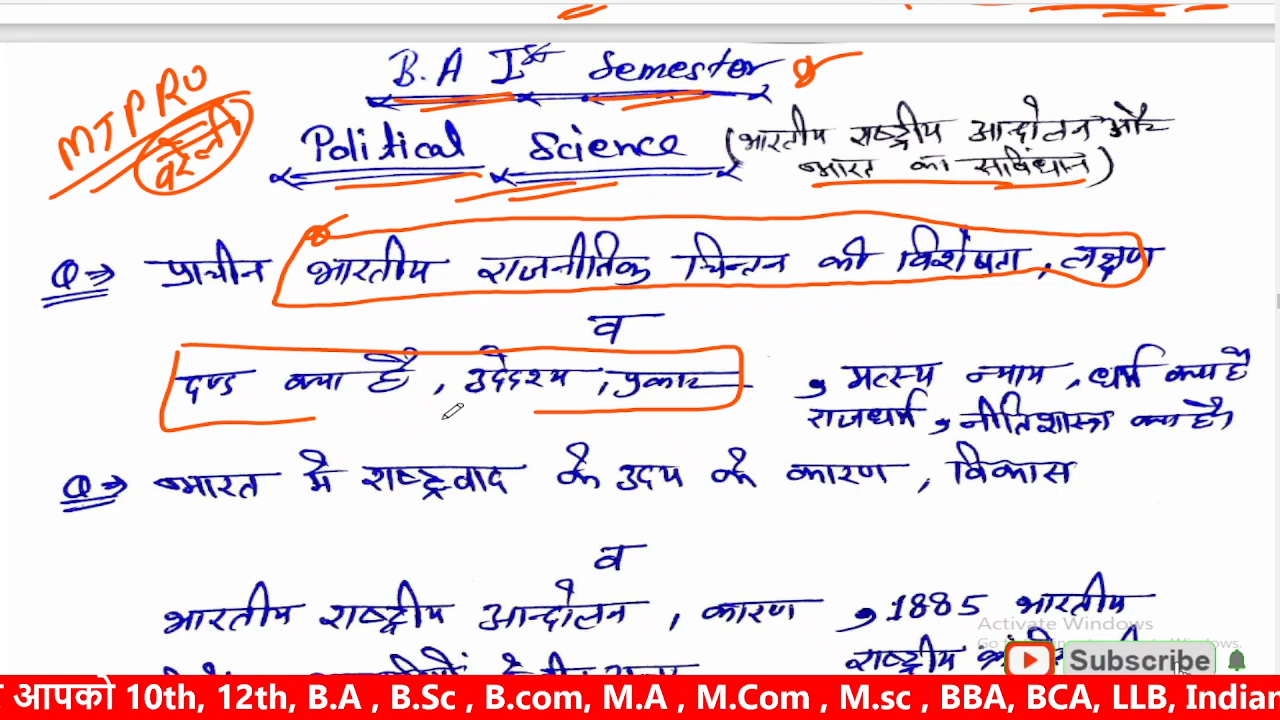 B.A Ist Semester
MJPRU
बरेली
Political Science (भारतीय राष्ट्रीय आन्दोलन और
भारत का संविधान)
Q⇒ प्राचीन भारतीय राजनीतिक चिन्तन की विशेषता, लक्षण
व
दण्ड क्या है, उद्देश्य, प्रकार, मत्स्य न्याय, धर्म क्या है
राजधर्म, नीतिशास्त्र क्या है।
Q⇒ भारत में राष्ट्रवाद के उदय के कारण, विकास
व
भारतीय राष्ट्रीय आन्दोलन, कारण, 1885 भारतीय
Activate Windows
राष्ट्रीय
Subscribe
आपको 10th, 12th, B.A , B.Sc , B.com, M.A , M.Com , M.sc , BBA, BCA, LLB, Indian